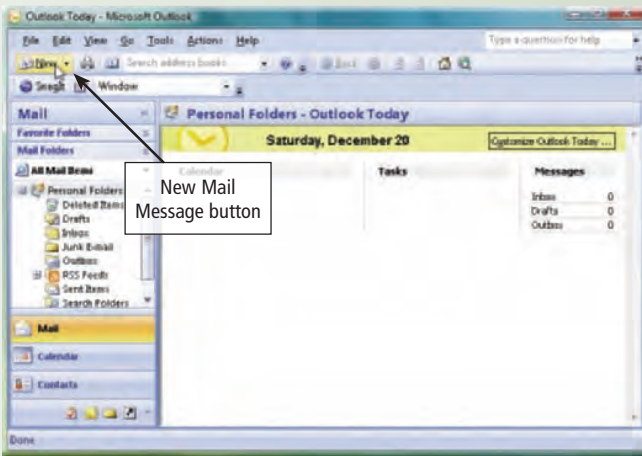 Outlook Today - Microsoft Outlook
File Edit View Go Tools Actions Help
Type a question for help
New
Search address books
SnagIt
Window
Mail
Personal Folders - Outlook Today
Favorite Folders
Saturday, December 20
Customize Outlook Today ...
Mail Folders
All Mail Items
Calendar
Tasks
Messages
Personal Folders
Deleted Items
Drafts
Inbox
Junk E-mail
Outbox
RSS Feeds
Sent Items
Search Folders
Inbox 0
Drafts 0
Outbox 0
New Mail
Message button
Mail
Calendar
Contacts
Done